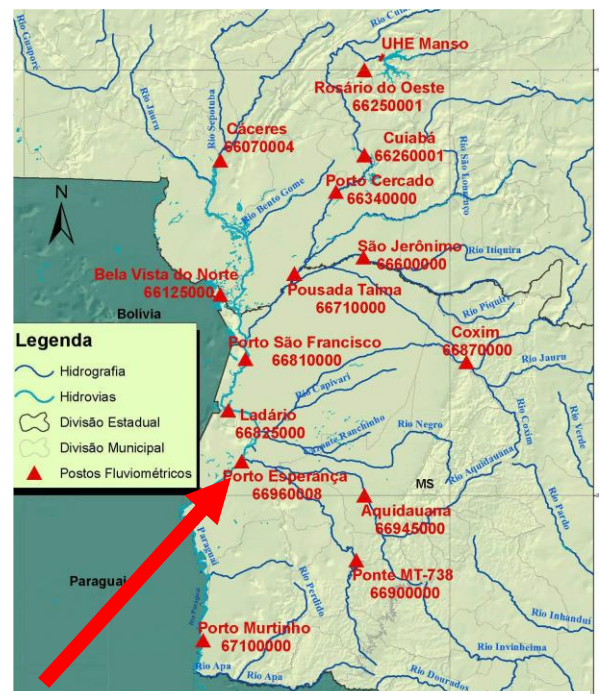 Rio Guaporé
Rio Cuiabá
UHE Manso
Rio Jauru
Rio Sepotuba
Rosário do Oeste
66250001
Cáceres
66070004
Cuiabá
66260001
Rio São Lourenço
Rio Bento Gome
Porto Cercado
66340000
N
São Jerônimo
66600000
Rio Itiquira
Bela Vista do Norte
66125000
Pousada Taima
66710000
Rio Piquiri
Bolivia
Legenda
Hidrografia
Hidrovias
Divisão Estadual
Divisão Municipal
Postos Fluviométricos
Porto São Francisco
66810000
Coxim
66870000
Rio Jauru
Rio Capivari
Ladário
66825000
Rio Negro
Rio Coxim
Rio Verde
Rio Aquidauana
Porto Esperança
66960008
MS
Aquidauana
66945000
Rio Pardo
Paraguai
Paraguai
Rio Perdido
Ponte MT-738
66900000
Porto Murtinho
67100000
Rio Inhanduí
Rio Apa
Rio Apa
Rio Dourados
Rio Invinheima